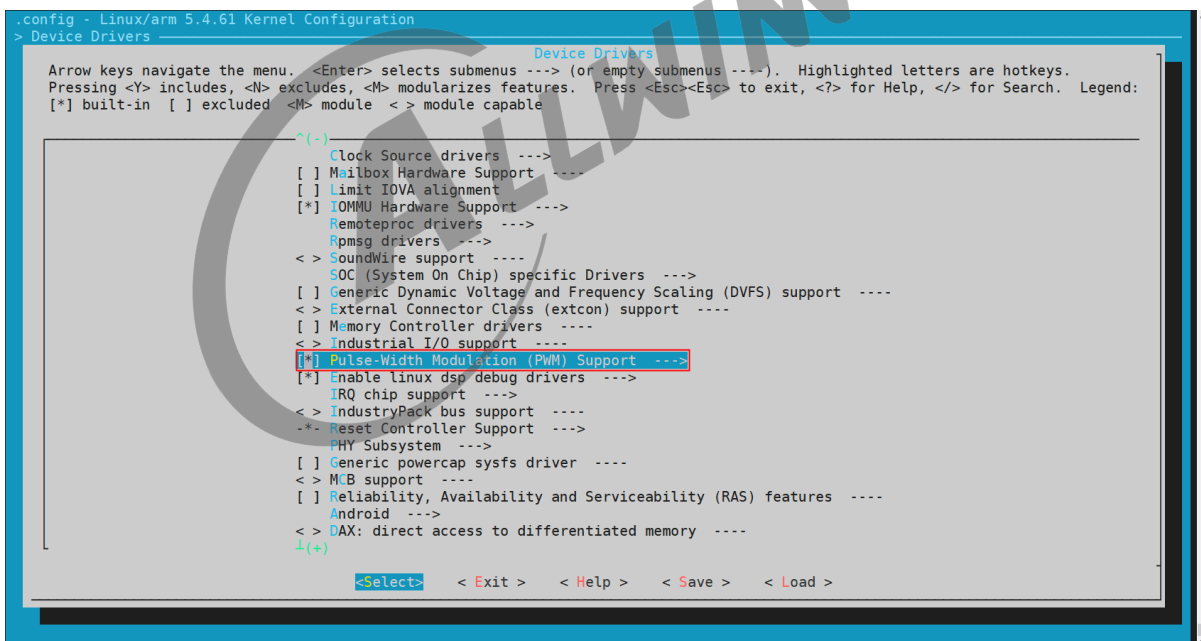 .config - Linux/arm 5.4.61 Kernel Configuration
> Device Drivers
Device Drivers
Arrow keys navigate the menu. <Enter> selects submenus ---> (or empty submenus ----). Highlighted letters are hotkeys.
Pressing <Y> includes, <N> excludes, <M> modularizes features. Press <Esc><Esc> to exit, <?> for Help, </> for Search. Legend:
[*] built-in [ ] excluded <M> module < > module capable
^(-)
Clock Source drivers --->
[ ] Mailbox Hardware Support ----
[ ] Limit IOVA alignment
[*] IOMMU Hardware Support --->
Remoteproc drivers --->
Rpmsg drivers --->
< > SoundWire support ----
SOC (System On Chip) specific Drivers --->
[ ] Generic Dynamic Voltage and Frequency Scaling (DVFS) support ----
< > External Connector Class (extcon) support ----
[ ] Memory Controller drivers ----
< > Industrial I/O support ----
[*] Pulse-Width Modulation (PWM) Support --->
[*] Enable linux dsp debug drivers --->
IRQ chip support --->
< > IndustryPack bus support ----
-*- Reset Controller Support --->
PHY Subsystem --->
[ ] Generic powercap sysfs driver ----
< > MCB support ----
[ ] Reliability, Availability and Serviceability (RAS) features ----
Android --->
< > DAX: direct access to differentiated memory ----
┴(+)
<Select> < Exit > < Help > < Save > < Load >
ALLWIN